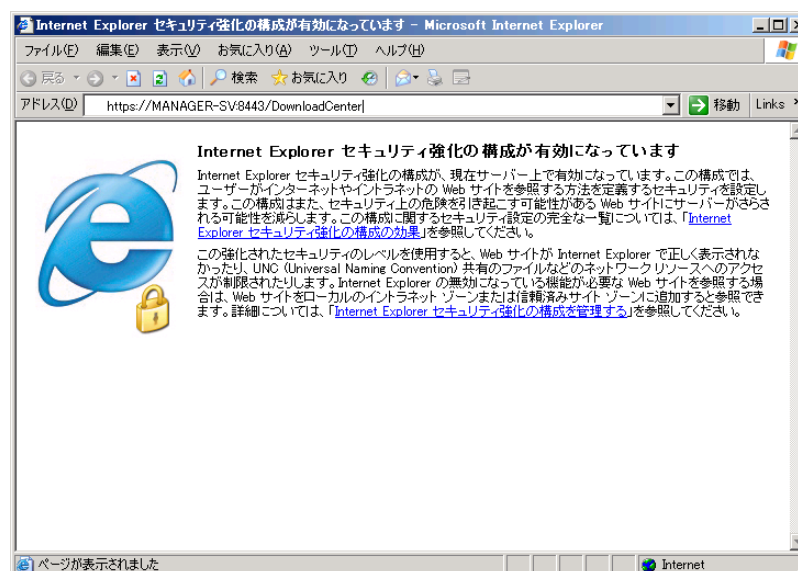 Internet Explorer セキュリティ強化の構成が有効になっています - Microsoft Internet Explorer
ファイル(F) 編集(E) 表示(V) お気に入り(A) ツール(T) ヘルプ(H)
戻る 検索 お気に入り
アドレス(D) https://MANAGER-SV:8443/DownloadCenter 移動 Links
Internet Explorer セキュリティ強化の構成が有効になっています
Internet Explorer セキュリティ強化の構成が、現在サーバー上で有効になっています。この構成では、
ユーザーがインターネットやイントラネットの Web サイトを参照する方法を定義するセキュリティを設定し
ます。この構成はまた、セキュリティ上の危険を引き起こす可能性がある Web サイトにサーバーがさらさ
れる可能性を減らします。この構成に関するセキュリティ設定の完全な一覧については、「Internet
Explorer セキュリティ強化の構成の効果」を参照してください。
この強化されたセキュリティのレベルを使用すると、Web サイトが Internet Explorer で正しく表示されな
かったり、UNC (Universal Naming Convention) 共有のファイルなどのネットワーク リソースへのアクセ
スが制限されたりします。Internet Explorer の無効になっている機能が必要な Web サイトを参照する場
合は、Web サイトをローカルのイントラネット ゾーンまたは信頼済みサイト ゾーンに追加すると参照でき
ます。詳細については、「Internet Explorer セキュリティ強化の構成を管理する」を参照してください。
ページが表示されました Internet